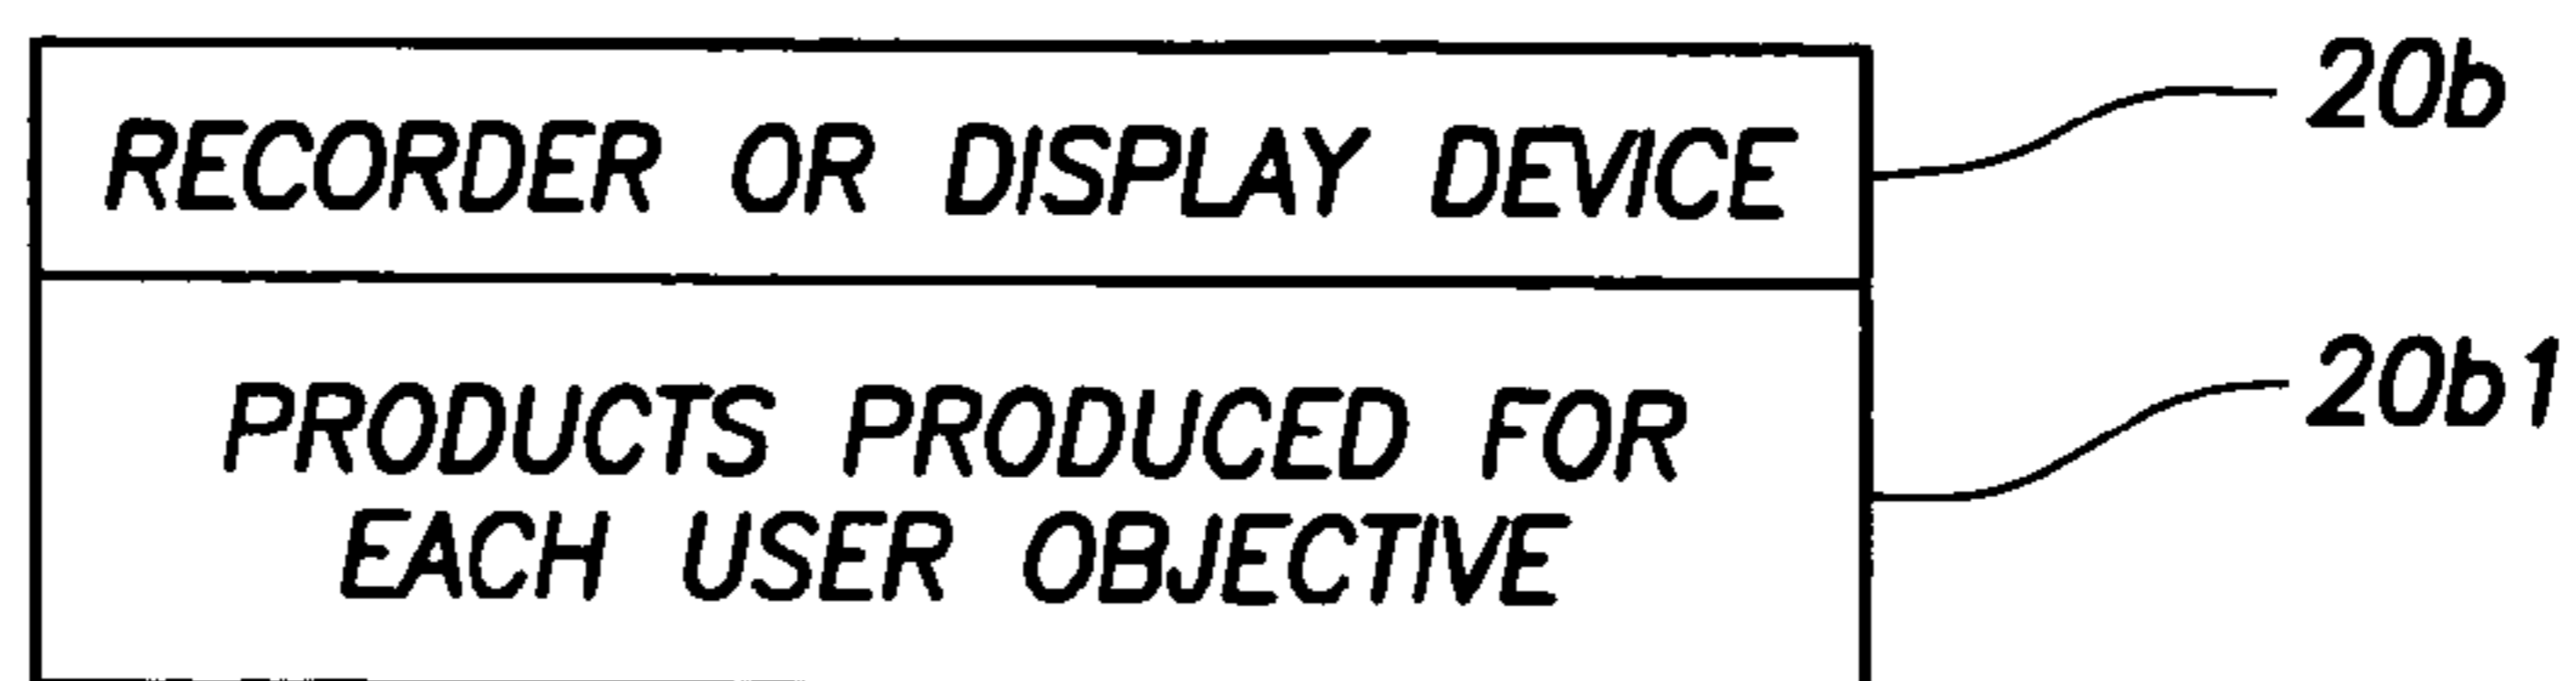 RECORDER OR DISPLAY DEVICE
20b
PRODUCTS PRODUCED FOR
EACH USER OBJECTIVE
20b1